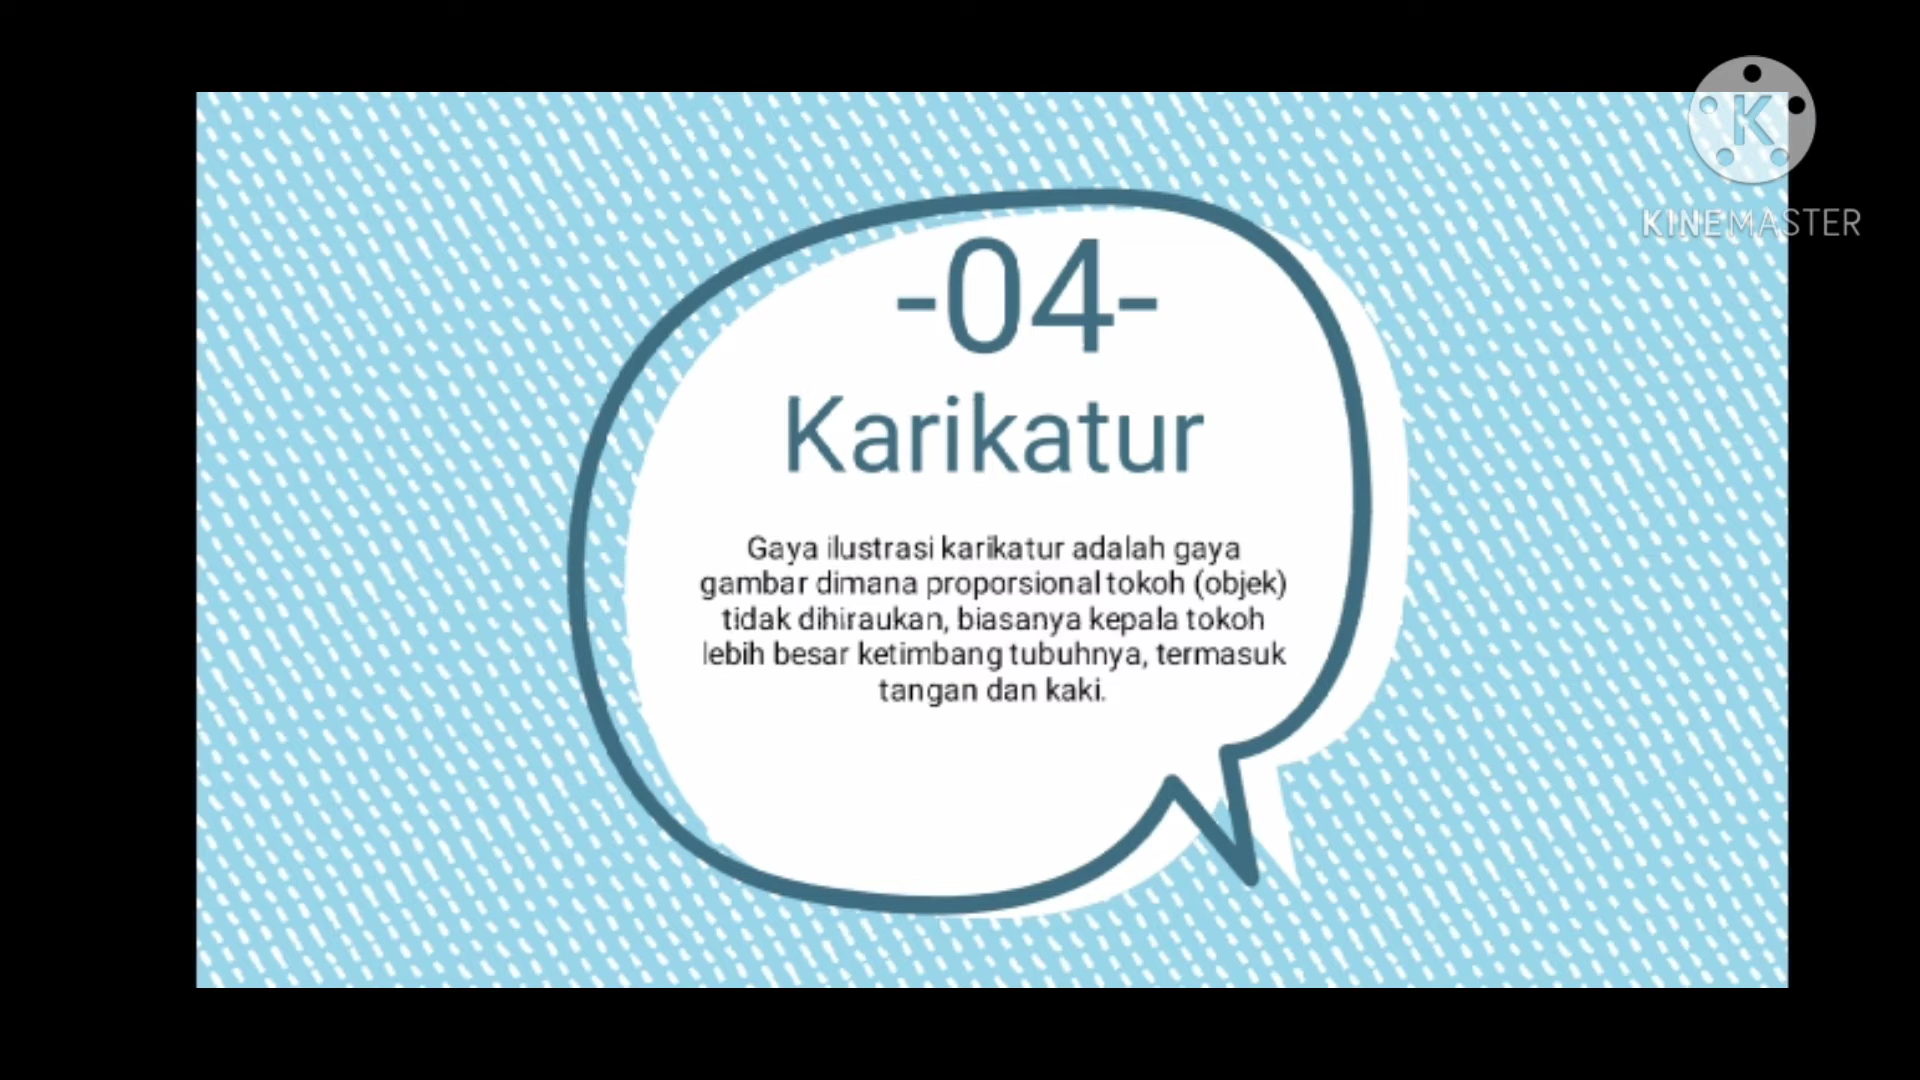 -04-
Karikatur
Gaya ilustrasi karikatur adalah gaya
gambar dimana proporsional tokoh (objek)
tidak dihiraukan, biasanya kepala tokoh
lebih besar ketimbang tubuhnya, termasuk
tangan dan kaki.
K
KINEMASTER